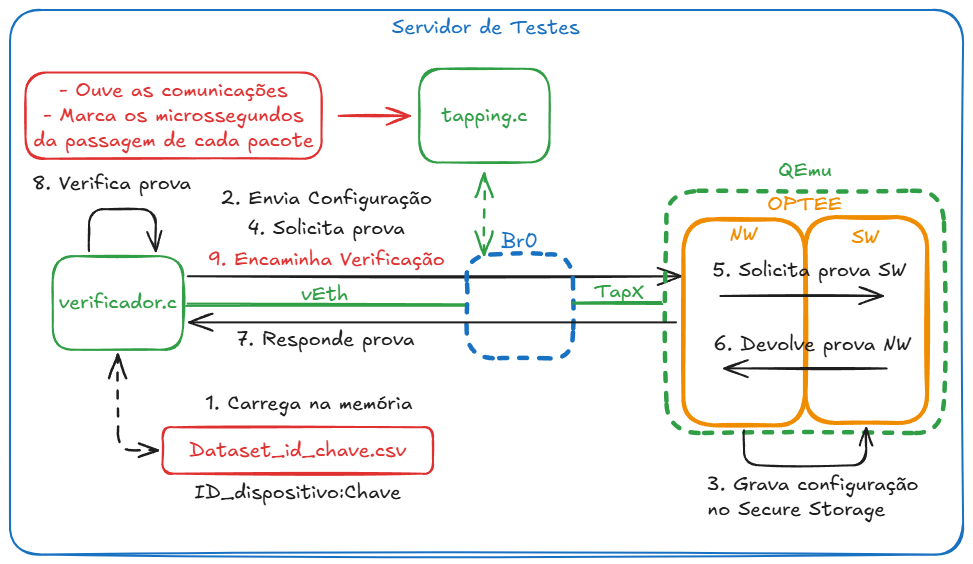 Servidor de Testes
- Ouve as comunicações
- Marca os microssegundos
da passagem de cada pacote
tapping.c
8. Verifica prova
2. Envia Configuração
4. Solicita prova
9. Encaminha Verificação
Br0
QEmu
OPTEE
NW
SW
verificador.c
vEth
TapX
5. Solicita prova SW
7. Responde prova
6. Devolve prova NW
1. Carrega na memória
Dataset_id_chave.csv
ID_dispositivo:Chave
3. Grava configuração
no Secure Storage